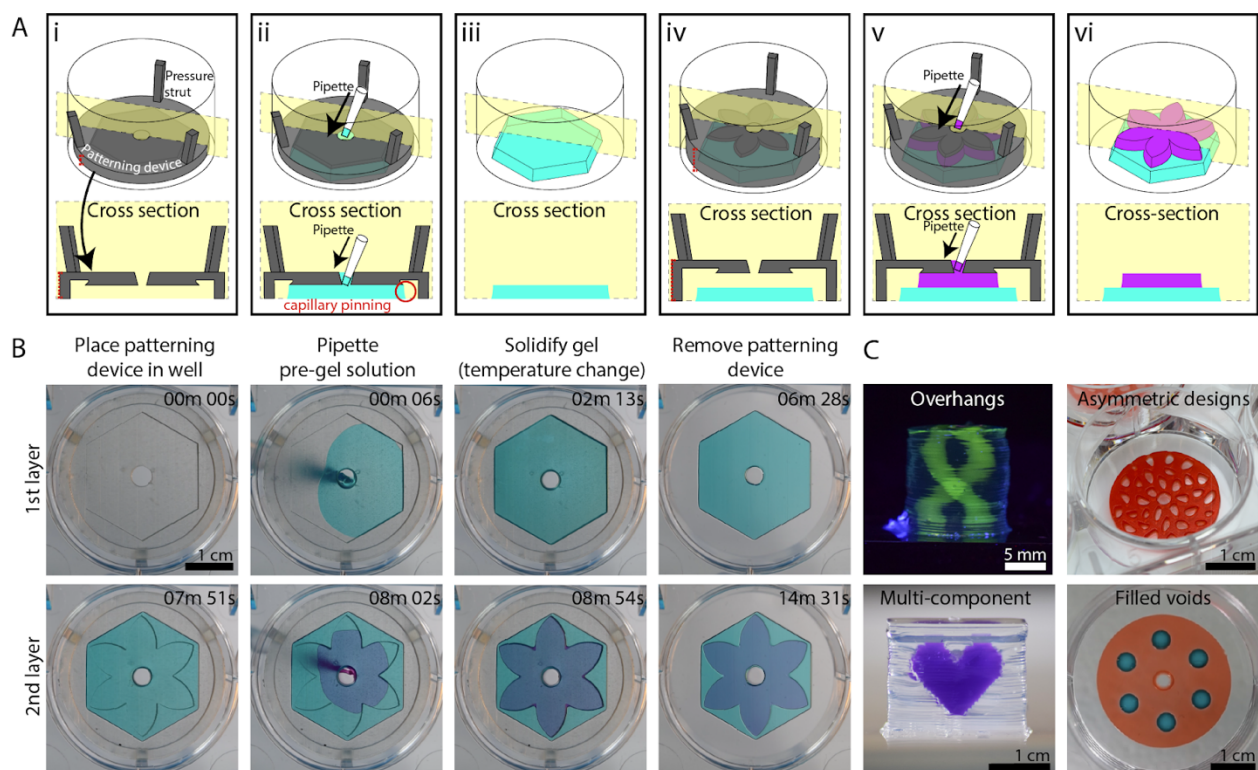 A
i
Pressure
strut
Patterning device
Cross section
ii
Pipette
Cross section
Pipette
capillary pinning
iii
Cross section
iv
Cross section
v
Pipette
Cross section
Pipette
vi
Cross-section
B
Place patterning
device in well
Pipette
pre-gel solution
Solidify gel
(temperature change)
Remove patterning
device
1st layer
00m 00s
1 cm
00m 06s
02m 13s
06m 28s
2nd layer
07m 51s
08m 02s
08m 54s
14m 31s
C
Overhangs
5 mm
Asymmetric designs
1 cm
Multi-component
1 cm
Filled voids
1 cm